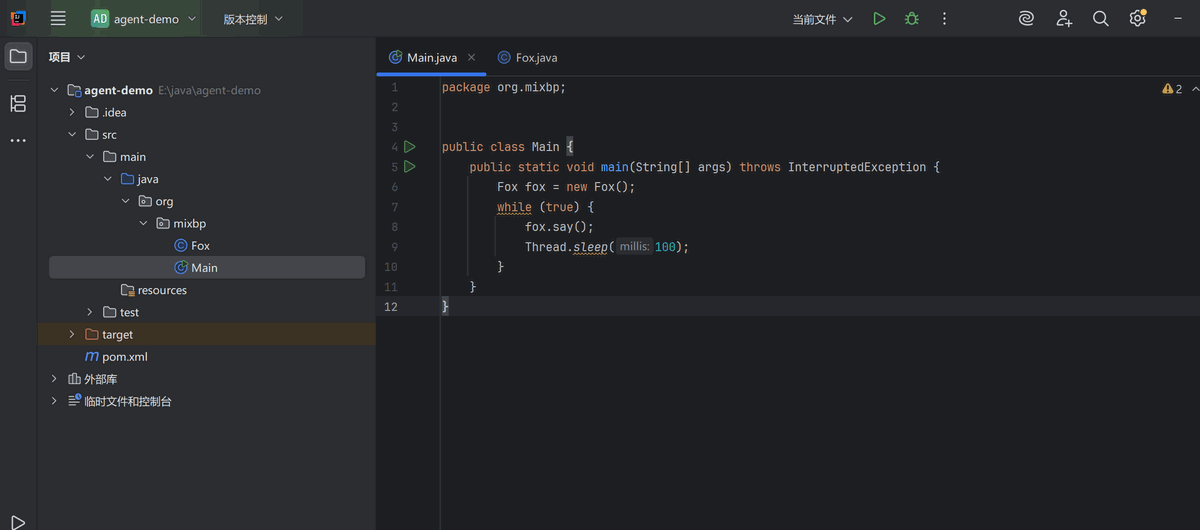 AD agent-demo 版本控制 当前文件
项目
Main.java Fox.java
agent-demo E:\java\agent-demo
.idea
src
main
java
org
mixbp
Fox
Main
resources
test
target
pom.xml
外部库
临时文件和控制台
1 package org.mixbp;
2
3
4 public class Main {
5 public static void main(String[] args) throws InterruptedException {
6 Fox fox = new Fox();
7 while (true) {
8 fox.say();
9 Thread.sleep( millis: 100);
10 }
11 }
12 }
2